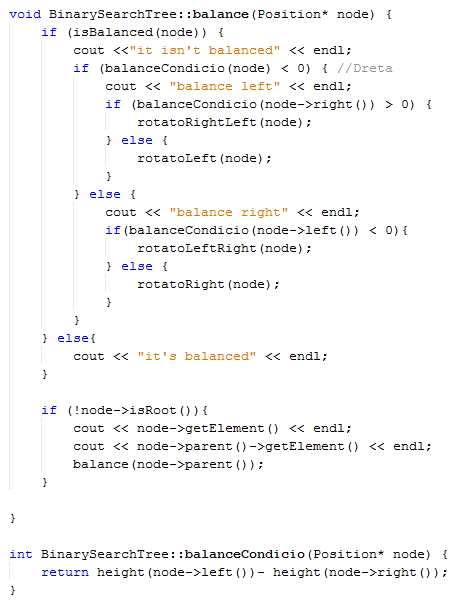 void BinarySearchTree::balance(Position* node) {
    if (isBalanced(node)) {
        cout <<"it isn't balanced" << endl;
        if (balanceCondicio(node) < 0) { //Dreta
            cout << "balance left" << endl;
            if (balanceCondicio(node->right()) > 0) {
                rotatoRightLeft(node);
            } else {
                rotatoLeft(node);
            }
        } else {
            cout << "balance right" << endl;
            if(balanceCondicio(node->left()) < 0){
                rotatoLeftRight(node);
            } else {
                rotatoRight(node);
            }
        }
    } else{
        cout << "it's balanced" << endl;
    }

    if (!node->isRoot()){
        cout << node->getElement() << endl;
        cout << node->parent()->getElement() << endl;
        balance(node->parent());
    }

}

int BinarySearchTree::balanceCondicio(Position* node) {
    return height(node->left())- height(node->right());
}